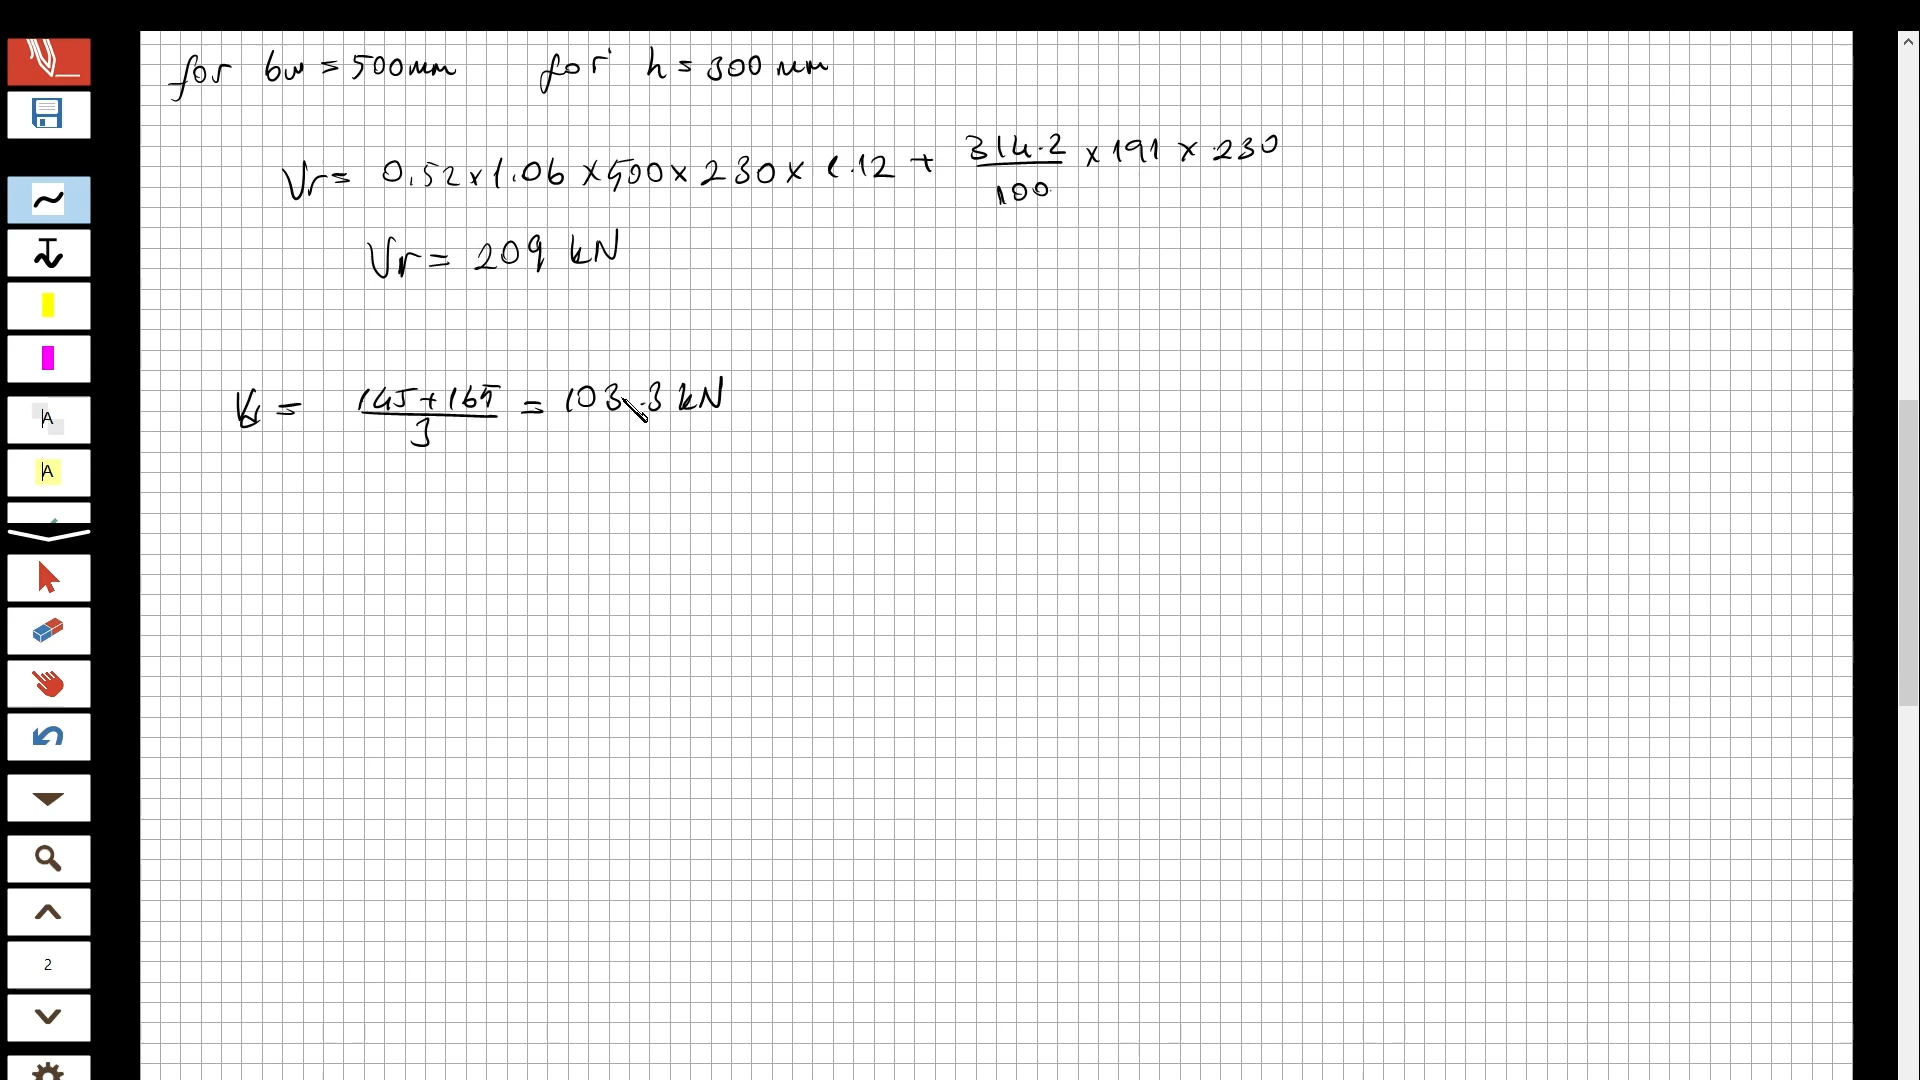 for bw = 500mm for h = 300 mm
Vr = 0.52 x 1.06 x 500 x 230 x 1.12 + 314.2/100 x 191 x 230
Vr = 209 kN
= 145 + 165/3 = 103.3 kN
A
A
2